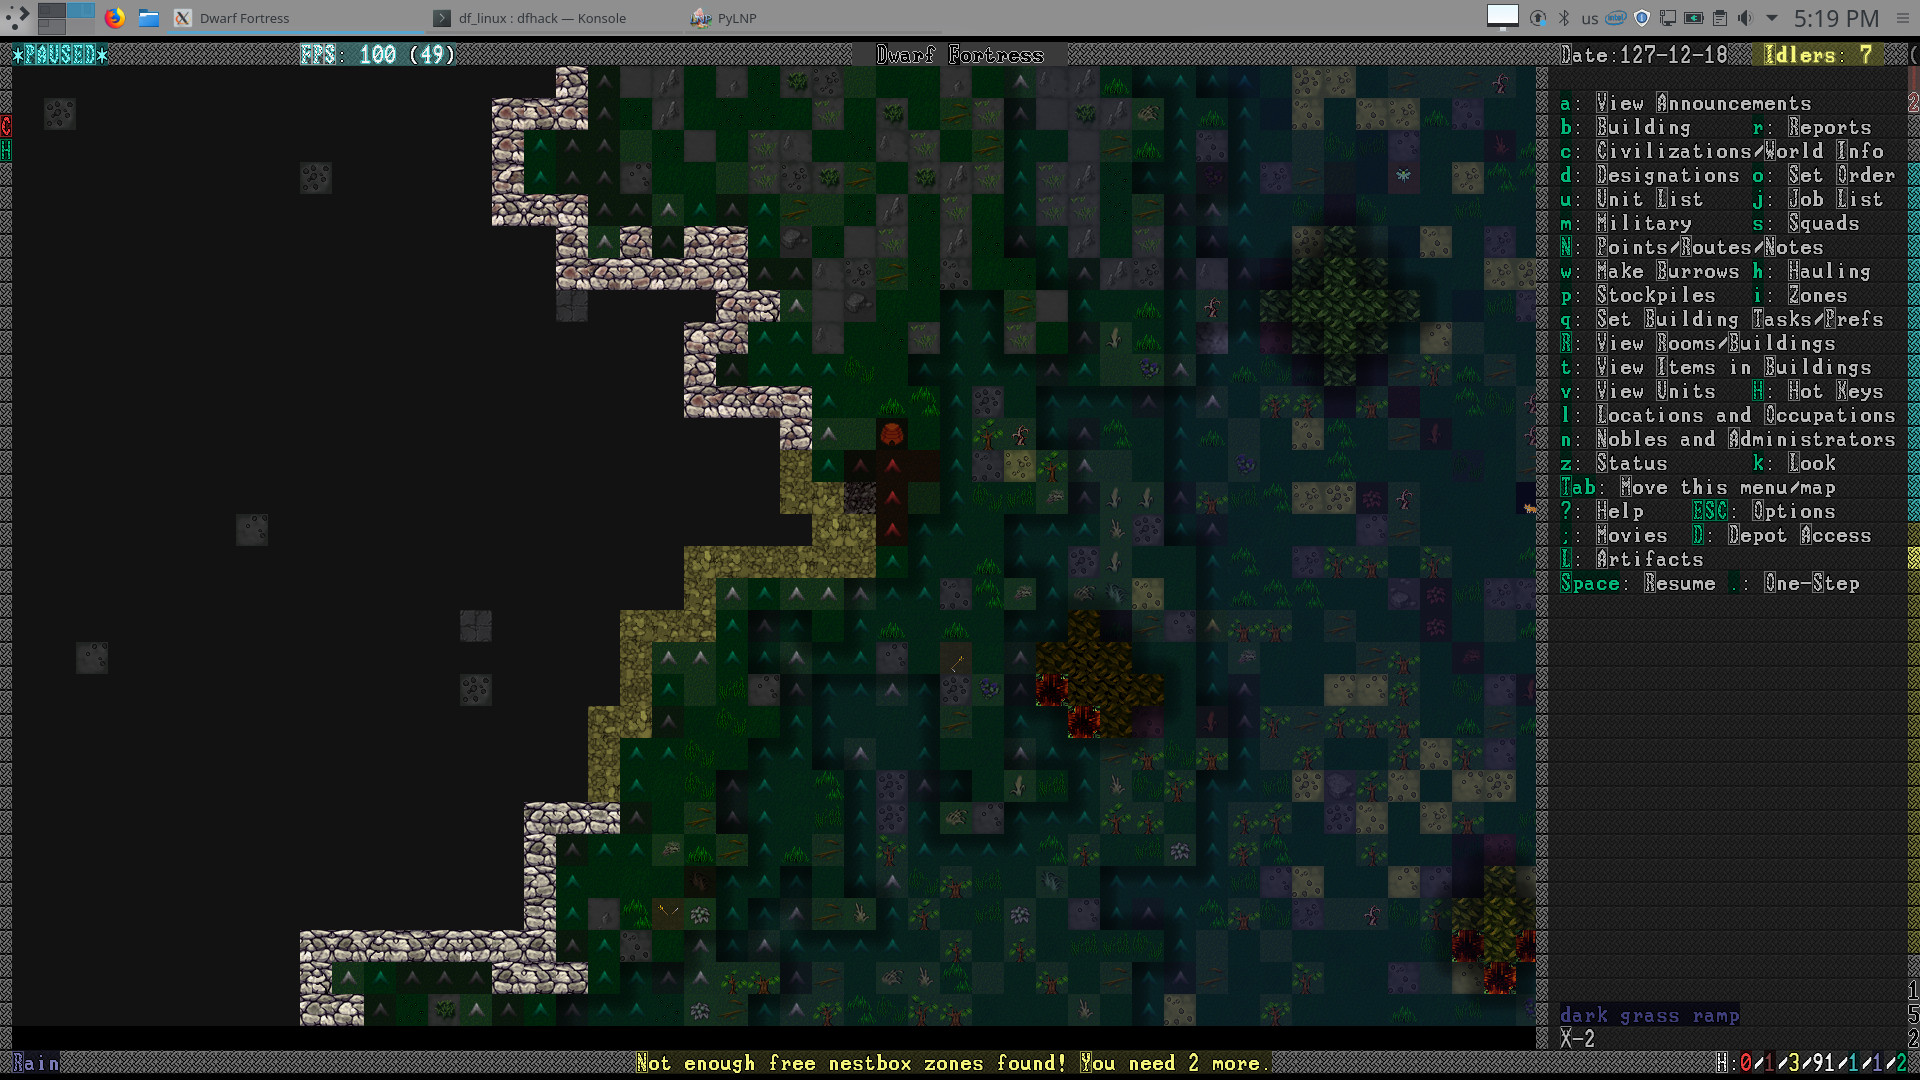 Dwarf Fortress
df_linux : dfhack — Konsole
PyLNP
us
5:19 PM
*PAUSED*
FPS: 100 (49)
Dwarf Fortress
Date:127-12-18
Idlers: 7
C
H
a: View Announcements
b: Building r: Reports
c: Civilizations/World Info
d: Designations o: Set Order
u: Unit List j: Job List
m: Military s: Squads
N: Points/Routes/Notes
w: Make Burrows h: Hauling
p: Stockpiles i: Zones
q: Set Building Tasks/Prefs
R: View Rooms/Buildings
t: View Items in Buildings
v: View Units H: Hot Keys
l: Locations and Occupations
n: Nobles and Administrators
z: Status k: Look
Tab: Move this menu/map
?: Help ESC: Options
;: Movies D: Depot Access
L: Artifacts
Space: Resume .: One-Step
dark grass ramp
X-2
Rain
Not enough free nestbox zones found! You need 2 more.
H:0/1/3/91/1/1/2